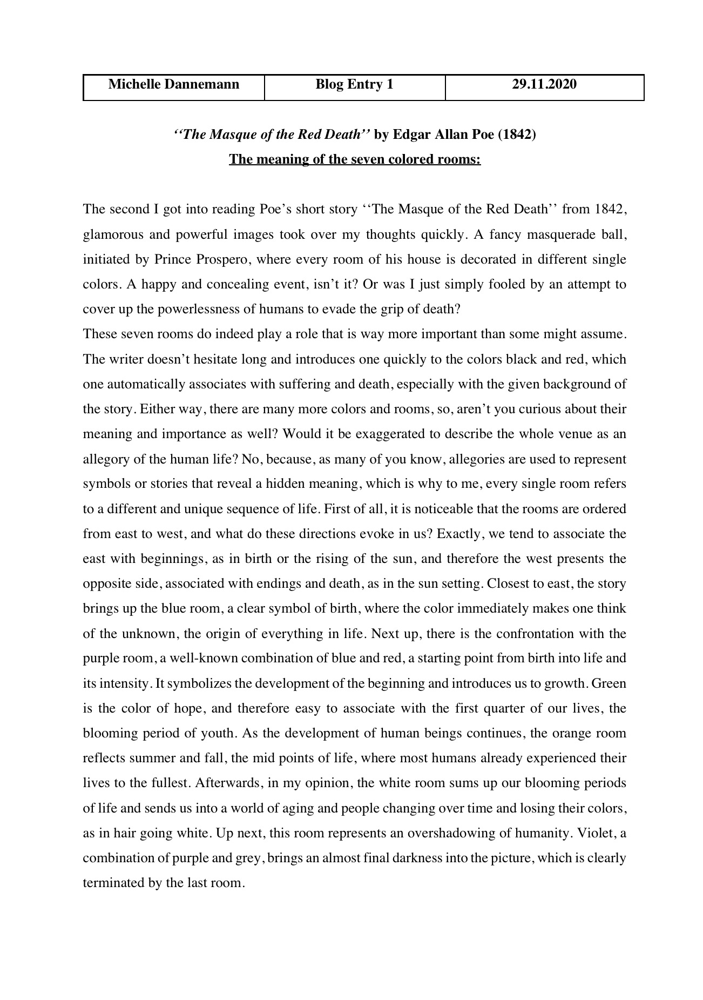 Michelle Dannemann Blog Entry 1 29.11.2020
‘‘The Masque of the Red Death’’ by Edgar Allan Poe (1842)
The meaning of the seven colored rooms:
The second I got into reading Poe’s short story ‘‘The Masque of the Red Death’’ from 1842,
glamorous and powerful images took over my thoughts quickly. A fancy masquerade ball,
initiated by Prince Prospero, where every room of his house is decorated in different single
colors. A happy and concealing event, isn’t it? Or was I just simply fooled by an attempt to
cover up the powerlessness of humans to evade the grip of death?
These seven rooms do indeed play a role that is way more important than some might assume.
The writer doesn’t hesitate long and introduces one quickly to the colors black and red, which
one automatically associates with suffering and death, especially with the given background of
the story. Either way, there are many more colors and rooms, so, aren’t you curious about their
meaning and importance as well? Would it be exaggerated to describe the whole venue as an
allegory of the human life? No, because, as many of you know, allegories are used to represent
symbols or stories that reveal a hidden meaning, which is why to me, every single room refers
to a different and unique sequence of life. First of all, it is noticeable that the rooms are ordered
from east to west, and what do these directions evoke in us? Exactly, we tend to associate the
east with beginnings, as in birth or the rising of the sun, and therefore the west presents the
opposite side, associated with endings and death, as in the sun setting. Closest to east, the story
brings up the blue room, a clear symbol of birth, where the color immediately makes one think
of the unknown, the origin of everything in life. Next up, there is the confrontation with the
purple room, a well-known combination of blue and red, a starting point from birth into life and
its intensity. It symbolizes the development of the beginning and introduces us to growth. Green
is the color of hope, and therefore easy to associate with the first quarter of our lives, the
blooming period of youth. As the development of human beings continues, the orange room
reflects summer and fall, the mid points of life, where most humans already experienced their
lives to the fullest. Afterwards, in my opinion, the white room sums up our blooming periods
of life and sends us into a world of aging and people changing over time and losing their colors,
as in hair going white. Up next, this room represents an overshadowing of humanity. Violet, a
combination of purple and grey, brings an almost final darkness into the picture, which is clearly
terminated by the last room.